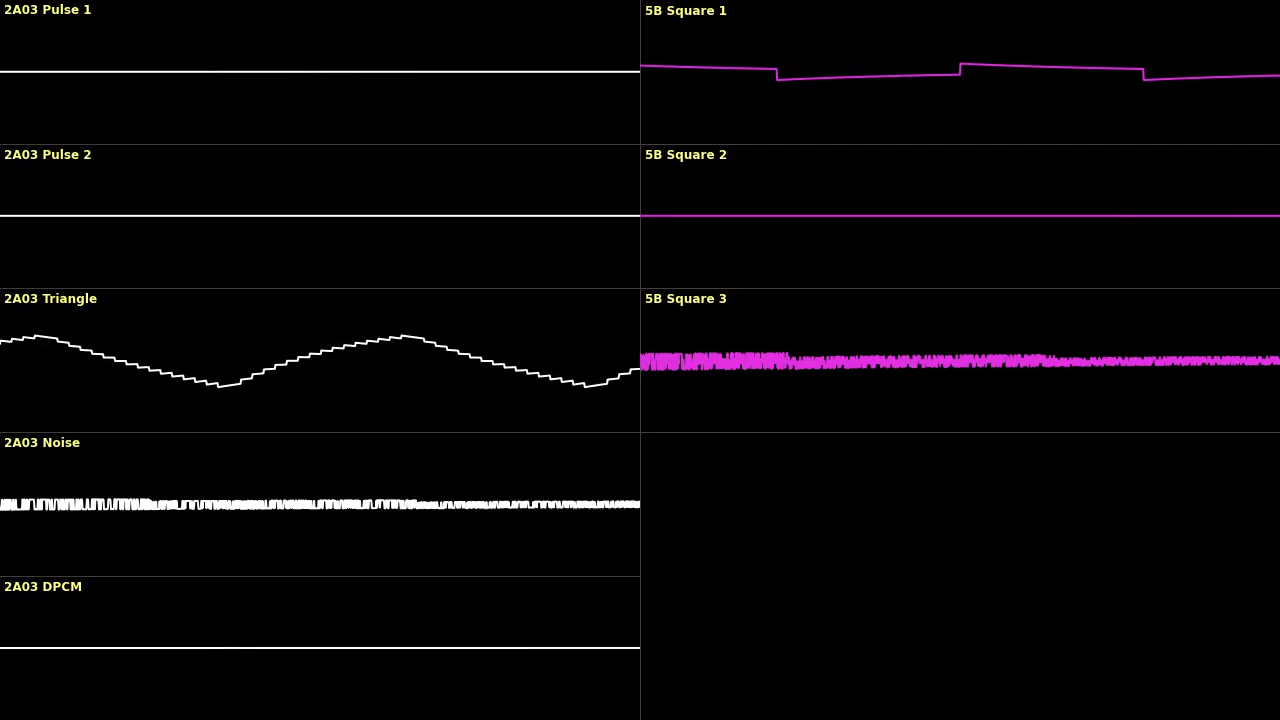 2A03 Pulse 1
5B Square 1
2A03 Pulse 2
5B Square 2
2A03 Triangle
5B Square 3
2A03 Noise
2A03 DPCM